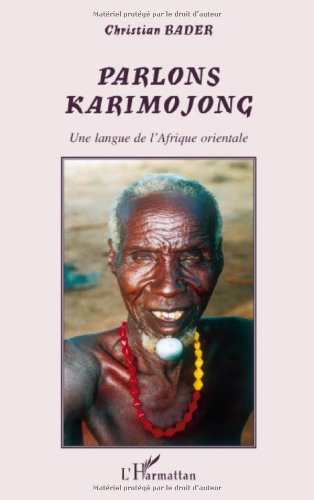 Matériel protégé par le droit d'auteur
Christian BADER
PARLONS
KARIMOJONG
Une langue de l'Afrique orientale
L'Harmattan
Matériel protégé par le droit d'auteur